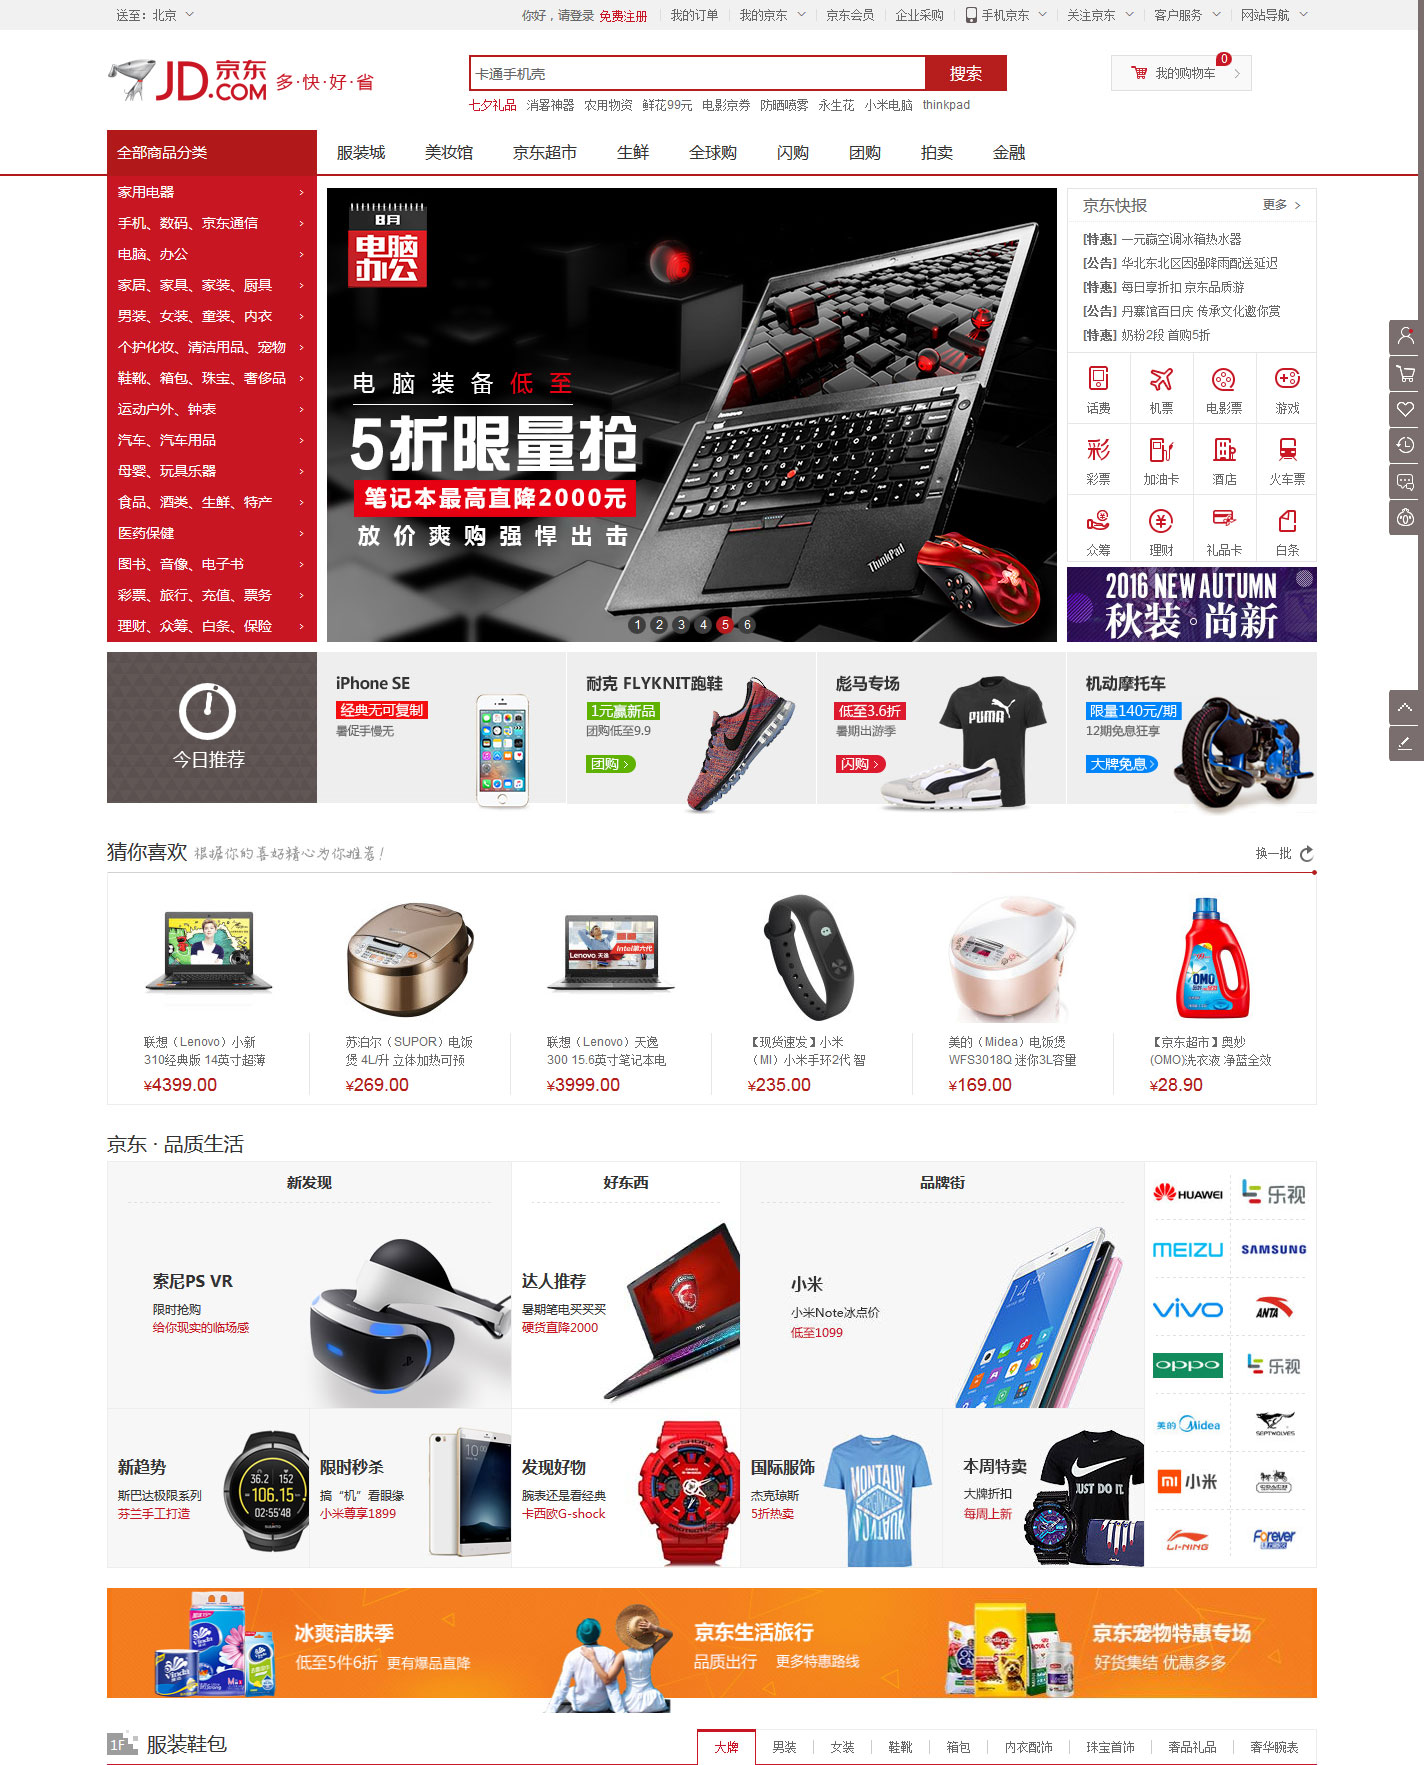 送至：北京
你好，请登录 免费注册 我的订单 我的京东 京东会员 企业采购 手机京东 关注京东 客户服务 网站导航
JD.COM 京东
多·快·好·省
卡通手机壳
搜索
0
我的购物车
七夕礼品 消署神器 农用物资 鲜花99元 电影京券 防晒喷雾 永生花 小米电脑 thinkpad
全部商品分类
服装城 美妆馆 京东超市 生鲜 全球购 闪购 团购 拍卖 金融
家用电器
手机、数码、京东通信
电脑、办公
家居、家具、家装、厨具
男装、女装、童装、内衣
个护化妆、清洁用品、宠物
鞋靴、箱包、珠宝、奢侈品
运动户外、钟表
汽车、汽车用品
母婴、玩具乐器
食品、酒类、生鲜、特产
医药保健
图书、音像、电子书
彩票、旅行、充值、票务
理财、众筹、白条、保险
8月
电脑
办公
电脑装备低至
5折限量抢
笔记本最高直降2000元
放价爽购强悍出击
lenovo
ThinkPad
1 2 3 4 5 6
京东快报
更多
[特惠] 一元赢空调冰箱热水器
[公告] 华北东北区因强降雨配送延迟
[特惠] 每日享折扣 京东品质游
[公告] 丹寨馆百日庆 传承文化邀你赏
[特惠] 奶粉2段 首购5折
话费 机票 电影票 游戏
彩
彩票 加油卡 酒店 火车票
众筹 理财 礼品卡 白条
2016 NEW AUTUMN
秋装。尚新
今日推荐
iPhone SE
经典无可复制
暑促手慢无
耐克 FLYKNIT跑鞋
1元赢新品
团购低至9.9
团购
彪马专场
低至3.6折
暑期出游季
闪购
PUMA
机动摩托车
限量140元/期
12期免息狂享
大牌免息
猜你喜欢 根据你的喜好精心为你推荐！
换一批
Lenovo 天逸
Intel第六代
OMO
联想（Lenovo）小新
310经典版 14英寸超薄
¥4399.00
苏泊尔（SUPOR）电饭
煲 4L/升 立体加热可预
¥269.00
联想（Lenovo）天逸
300 15.6英寸笔记本电
¥3999.00
【现货速发】小米
（MI）小米手环2代 智
¥235.00
美的（Midea）电饭煲
WFS3018Q 迷你3L容量
¥169.00
【京东超市】奥妙
(OMO)洗衣液 净蓝全效
¥28.90
京东 · 品质生活
新发现
索尼PS VR
限时抢购
给你现实的临场感
好东西
达人推荐
暑期笔电买买买
硬货直降2000
品牌街
小米
小米Note冰点价
低至1099
HUAWEI 乐视
MEIZU SAMSUNG
vivo ANTA
oppo 乐视
美的 Midea SEPTWOLVES
小米
LI-NING Forever
新趋势
斯巴达极限系列
芬兰手工打造
36.2 152
106.15
02:55'48
SUUNTO
限时秒杀
搞“机”看眼缘
小米尊享1899
发现好物
腕表还是看经典
卡西欧G-shock
G-SHOCK
国际服饰
杰克琼斯
5折热卖
MONTAUK
本周特卖
大牌折扣
每周上新
JUST DO IT.
Vinda
冰爽洁肤季
低至5件6折 更有爆品直降
京东生活旅行
品质出行 更多特惠路线
Pedigree
京东宠物特惠专场
好货集结 优惠多多
1F 服装鞋包
大牌 男装 女装 鞋靴 箱包 内衣配饰 珠宝首饰 奢品礼品 奢华腕表